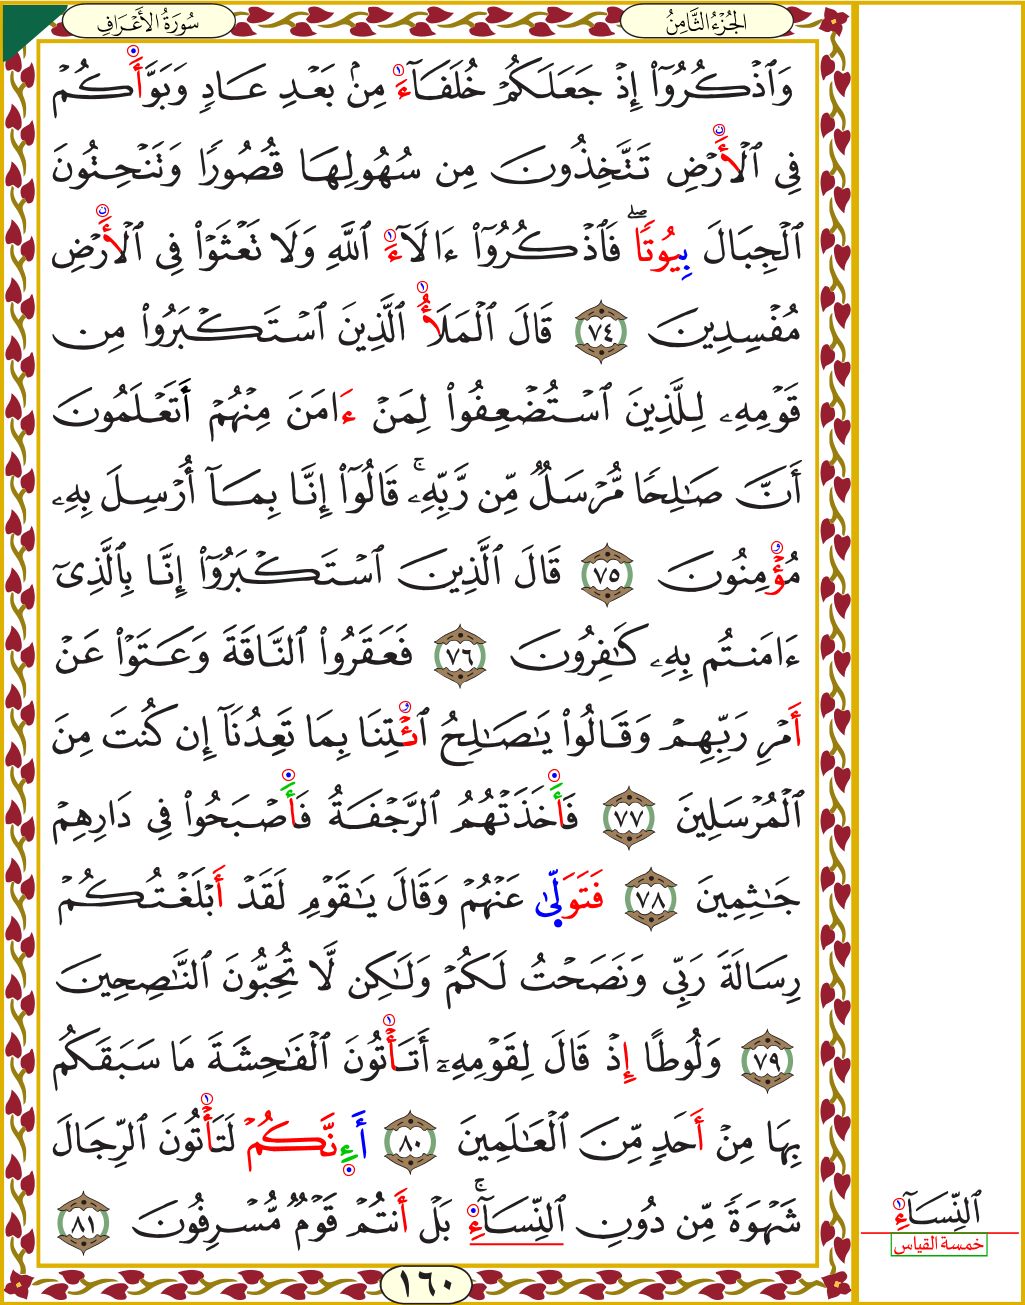 سُورَةُ الأَعْرَافِ
الجُزْءُ الثَّامِنُ
وَٱذْكُرُوٓا۟ إِذْ جَعَلَكُمْ خُلَفَآءَ مِنۢ بَعْدِ عَادٍ وَبَوَّأَكُمْ
فِى ٱلْأَرْضِ تَتَّخِذُونَ مِن سُهُولِهَا قُصُورًا وَتَنْحِتُونَ
ٱلْجِبَالَ بِيُوتًا ۖ فَٱذْكُرُوٓا۟ ءَالَآءَ ٱللَّهِ وَلَا تَعْثَوْا۟ فِى ٱلْأَرْضِ
مُفْسِدِينَ ٧٤ قَالَ ٱلْمَلَأُ ٱلَّذِينَ ٱسْتَكْبَرُوا۟ مِن
قَوْمِهِۦ لِلَّذِينَ ٱسْتُضْعِفُوا۟ لِمَنْ ءَامَنَ مِنْهُمْ أَتَعْلَمُونَ
أَنَّ صَـٰلِحًا مُّرْسَلٌ مِّن رَّبِّهِۦ ۚ قَالُوٓا۟ إِنَّا بِمَآ أُرْسِلَ بِهِۦ
مُؤْمِنُونَ ٧٥ قَالَ ٱلَّذِينَ ٱسْتَكْبَرُوٓا۟ إِنَّا بِٱلَّذِىٓ
ءَامَنتُم بِهِۦ كَـٰفِرُونَ ٧٦ فَعَقَرُوا۟ ٱلنَّاقَةَ وَعَتَوْا۟ عَنْ
أَمْرِ رَبِّهِمْ وَقَالُوا۟ يَـٰصَـٰلِحُ ٱئْتِنَا بِمَا تَعِدُنَآ إِن كُنتَ مِنَ
ٱلْمُرْسَلِينَ ٧٧ فَأَخَذَتْهُمُ ٱلرَّجْفَةُ فَأَصْبَحُوا۟ فِى دَارِهِمْ
جَـٰثِمِينَ ٧٨ فَتَوَلَّىٰ عَنْهُمْ وَقَالَ يَـٰقَوْمِ لَقَدْ أَبْلَغْتُكُمْ
رِسَالَةَ رَبِّى وَنَصَحْتُ لَكُمْ وَلَـٰكِن لَّا تُحِبُّونَ ٱلنَّـٰصِحِينَ
٧٩ وَلُوطًا إِذْ قَالَ لِقَوْمِهِۦٓ أَتَأْتُونَ ٱلْفَـٰحِشَةَ مَا سَبَقَكُم
بِهَا مِنْ أَحَدٍ مِّنَ ٱلْعَـٰلَمِينَ ٨٠ أَءِنَّكُمْ لَتَأْتُونَ ٱلرِّجَالَ
شَهْوَةً مِّن دُونِ ٱلنِّسَآءِ ۚ بَلْ أَنتُمْ قَوْمٌ مُّسْرِفُونَ ٨١
ٱلنِّسَآءِ
خمسة القياس
١٦٠